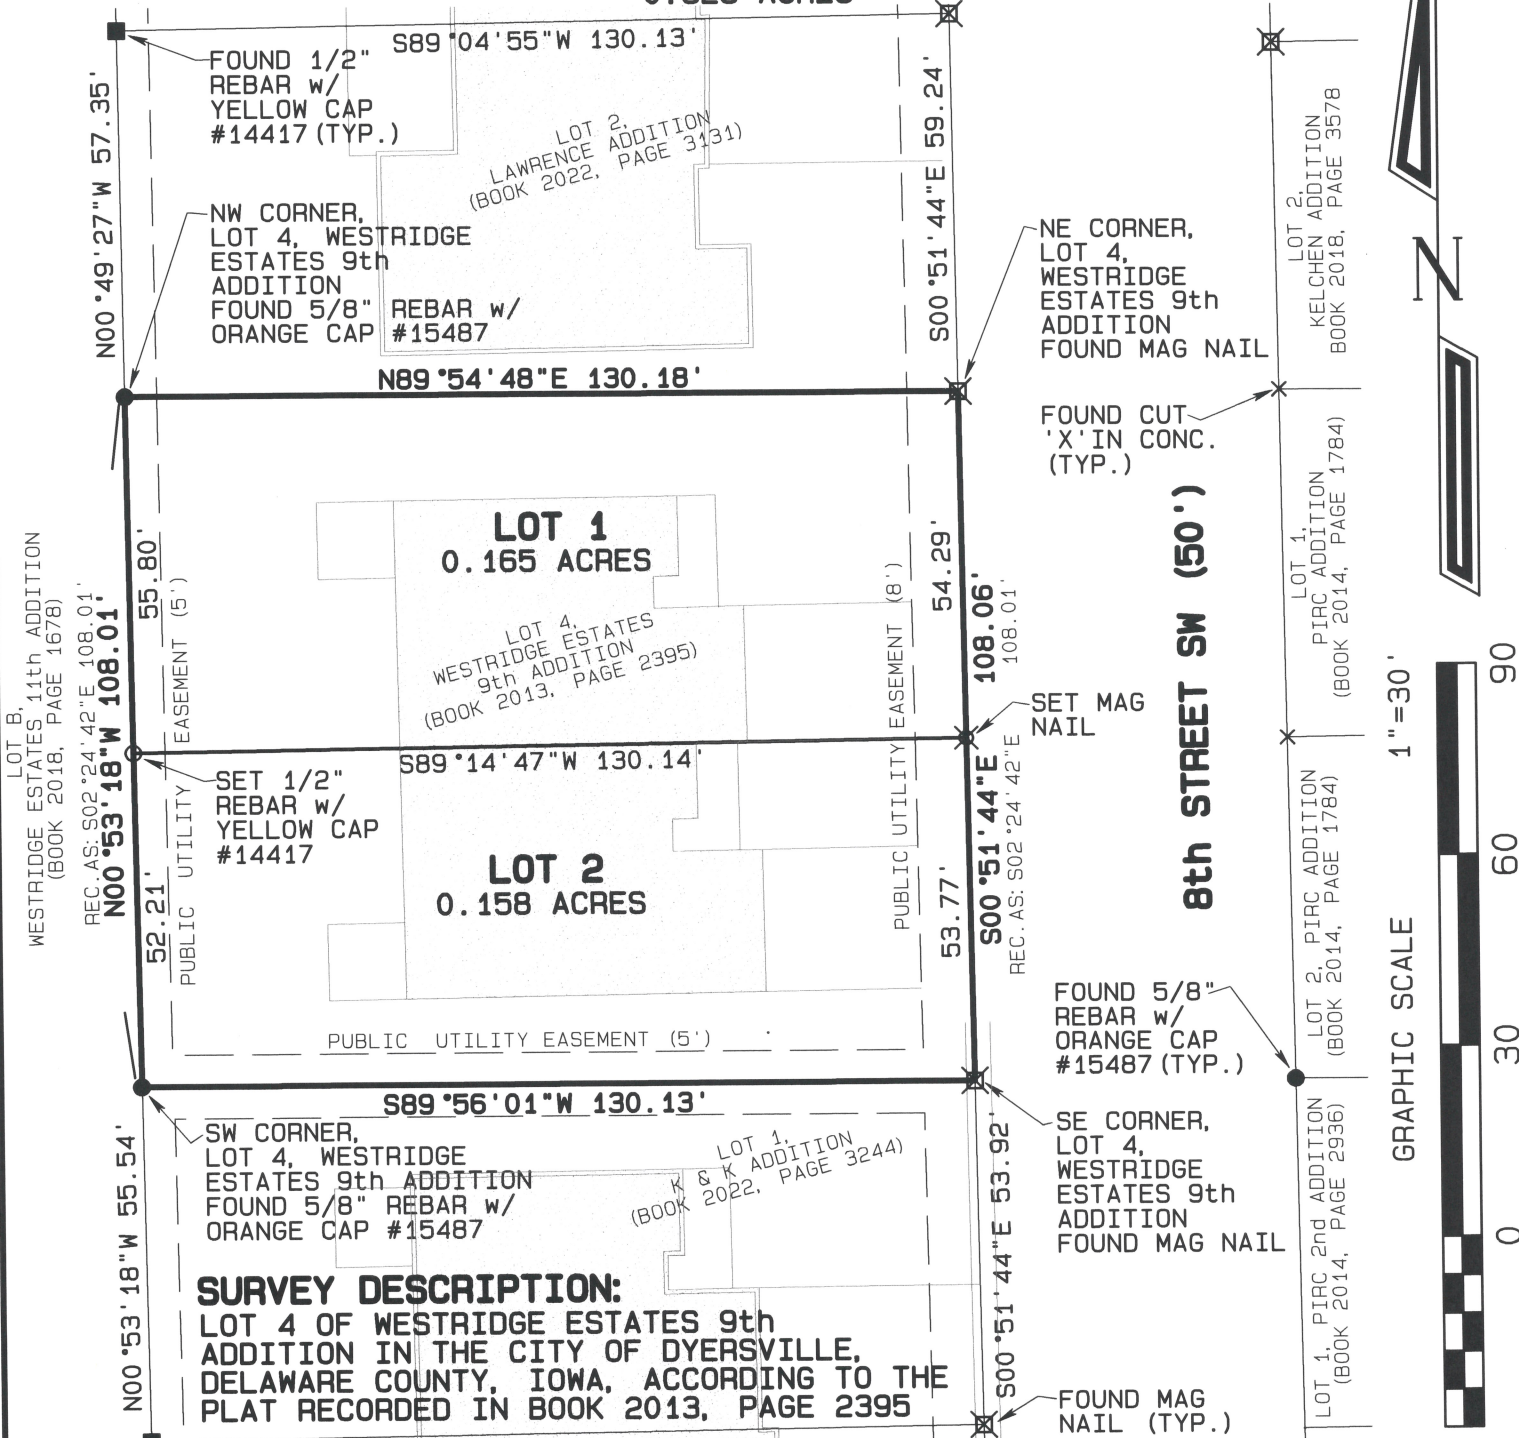 S89°04'55"W 130.13'
FOUND 1/2"
REBAR w/
YELLOW CAP
#14417 (TYP.)
N00°49'27"W 57.35'
LOT 2,
LAWRENCE ADDITION
(BOOK 2022, PAGE 3131)
S00°51'44"E 59.24'
NW CORNER,
LOT 4, WESTRIDGE
ESTATES 9th
ADDITION
FOUND 5/8" REBAR w/
ORANGE CAP #15487
NE CORNER,
LOT 4,
WESTRIDGE
ESTATES 9th
ADDITION
FOUND MAG NAIL
LOT 2,
KELCHEN ADDITION
BOOK 2018, PAGE 3578
N
N89°54'48"E 130.18'
FOUND CUT
'X' IN CONC.
(TYP.)
LOT 1
0.165 ACRES
LOT 4,
WESTRIDGE ESTATES
9th ADDITION
(BOOK 2013, PAGE 2395)
LOT B,
WESTRIDGE ESTATES 11th ADDITION
(BOOK 2018, PAGE 1678)
REC. AS: S02°24'42"E 108.01'
N00°53'18"W 108.01'
55.80'
52.21'
PUBLIC UTILITY EASEMENT (5')
PUBLIC UTILITY EASEMENT (8')
54.29'
53.77'
S00°51'44"E 108.06'
REC. AS: S02°24'42"E 108.01'
SET MAG
NAIL
8th STREET SW (50')
LOT 1,
PIRC ADDITION
(BOOK 2014, PAGE 1784)
S89°14'47"W 130.14'
SET 1/2"
REBAR w/
YELLOW CAP
#14417
LOT 2
0.158 ACRES
LOT 2, PIRC ADDITION
(BOOK 2014, PAGE 1784)
FOUND 5/8"
REBAR w/
ORANGE CAP
#15487 (TYP.)
PUBLIC UTILITY EASEMENT (5')
S89°56'01"W 130.13'
SW CORNER,
LOT 4, WESTRIDGE
ESTATES 9th ADDITION
FOUND 5/8" REBAR w/
ORANGE CAP #15487
N00°53'18"W 55.54'
LOT 1,
K & K ADDITION
(BOOK 2022, PAGE 3244)
S00°51'44"E 53.92'
SE CORNER,
LOT 4,
WESTRIDGE
ESTATES 9th
ADDITION
FOUND MAG NAIL
LOT 1, PIRC 2nd ADDITION
(BOOK 2014, PAGE 2936)
GRAPHIC SCALE 1"=30'
0 30 60 90
SURVEY DESCRIPTION:
LOT 4 OF WESTRIDGE ESTATES 9th
ADDITION IN THE CITY OF DYERSVILLE,
DELAWARE COUNTY, IOWA, ACCORDING TO THE
PLAT RECORDED IN BOOK 2013, PAGE 2395
FOUND MAG
NAIL (TYP.)